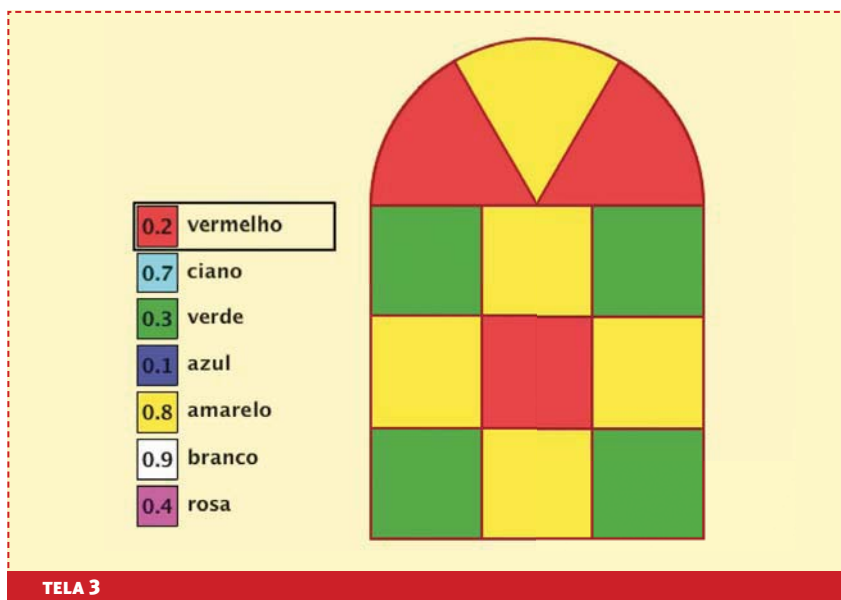 0.2 vermelho
0.7 ciano
0.3 verde
0.1 azul
0.8 amarelo
0.9 branco
0.4 rosa
TELA 3